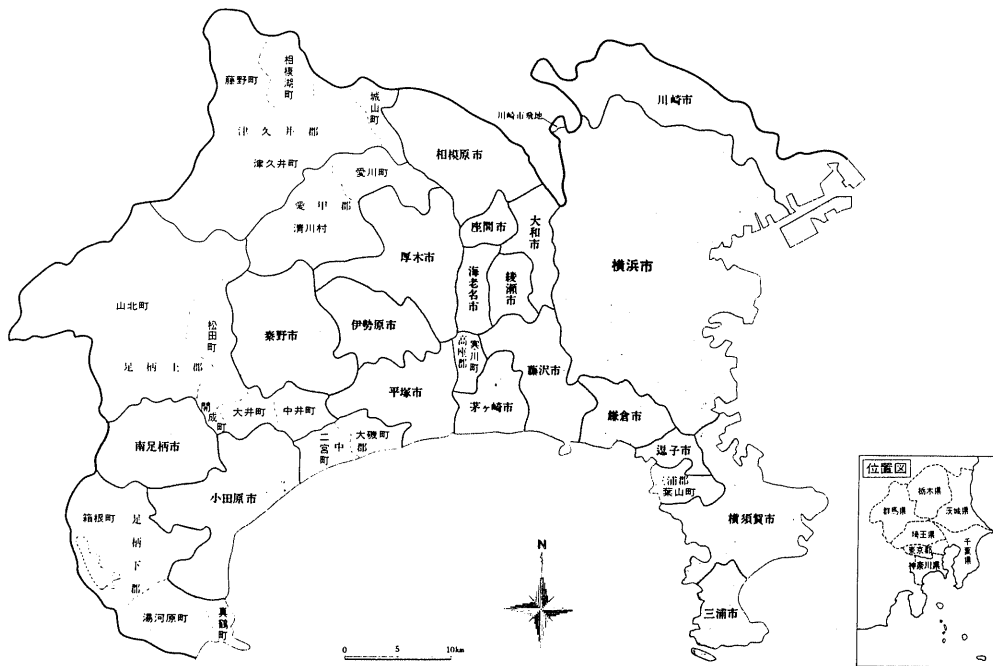 藤野町
相模湖町
城山町
津久井郡
津久井町
川崎市飛地
川崎市
相模原市
愛川町
愛甲郡
清川村
座間市
大和市
厚木市
海老名市
綾瀬市
横浜市
山北町
松田町
秦野市
伊勢原市
足柄上郡
高座郡
寒川町
藤沢市
開成町
大井町
中井町
平塚市
茅ヶ崎市
鎌倉市
南足柄市
二宮町
中郡
大磯町
逗子市
三浦郡
葉山町
小田原市
箱根町
足柄下郡
横須賀市
湯河原町
真鶴町
三浦市
N
0 5 10km
位置図
栃木県
群馬県
茨城県
埼玉県
東京都
千葉県
神奈川県